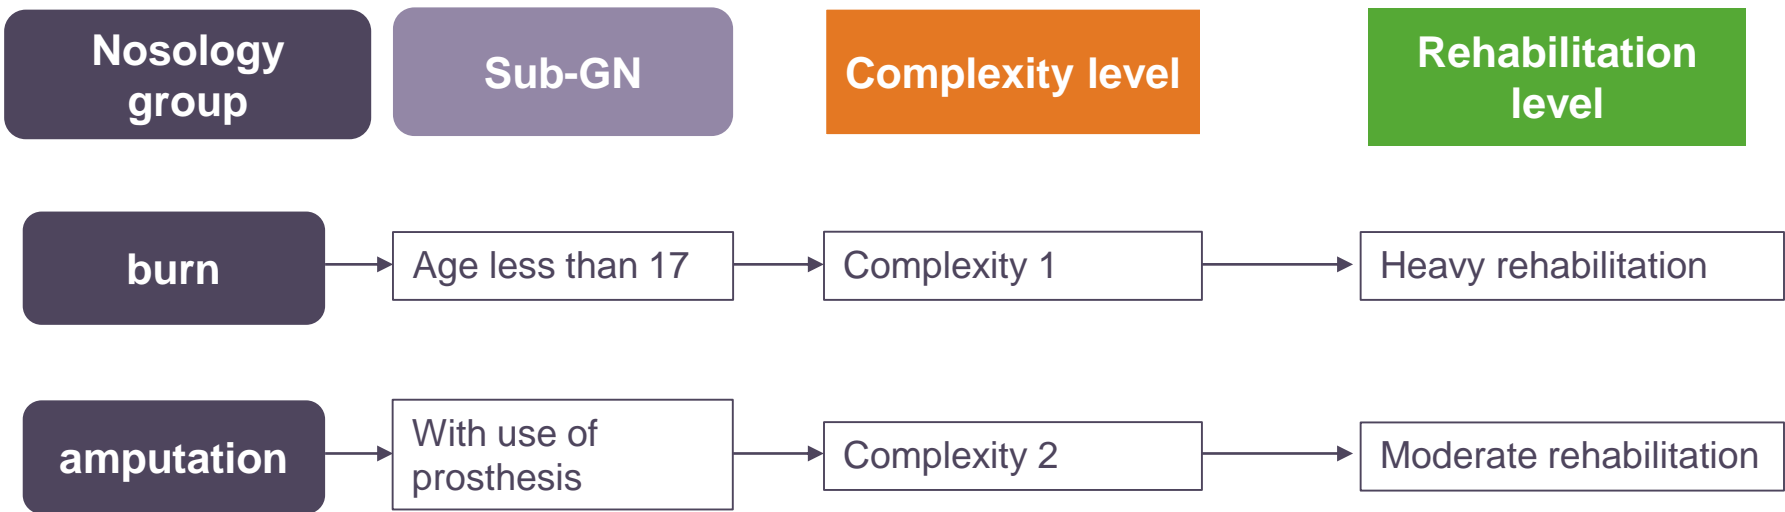 Nosology
group
Sub-GN
Complexity level
Rehabilitation
level
burn
Age less than 17
Complexity 1
Heavy rehabilitation
amputation
With use of
prosthesis
Complexity 2
Moderate rehabilitation